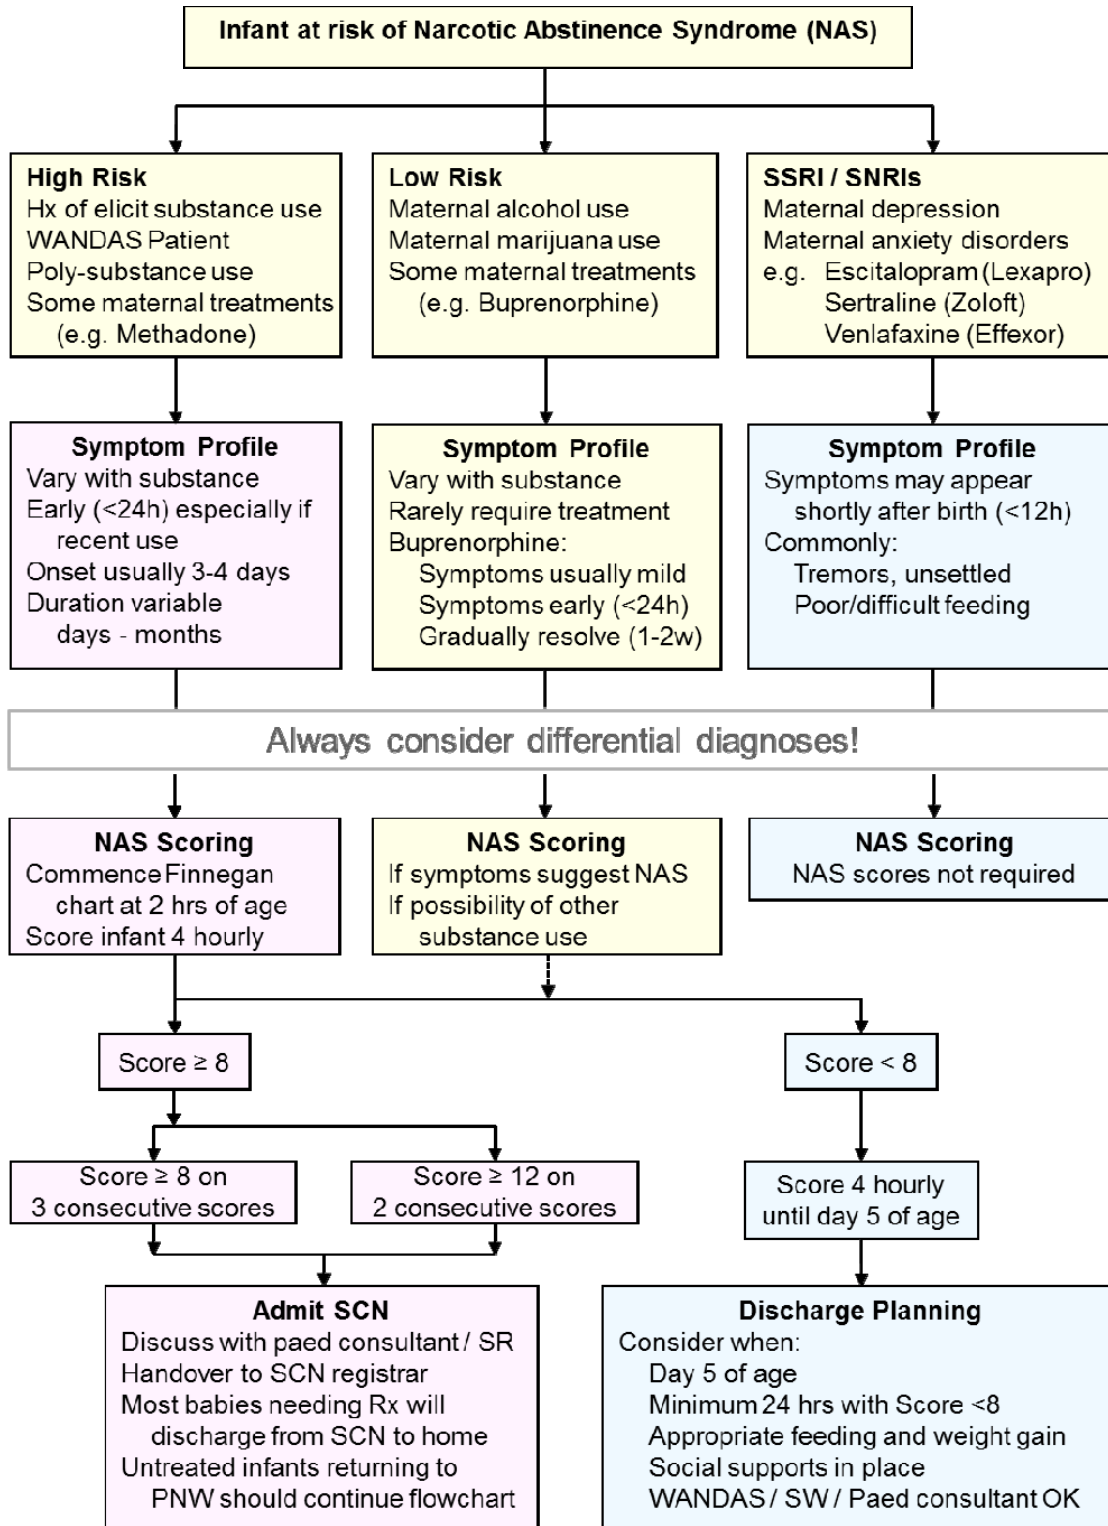 Infant at risk of Narcotic Abstinence Syndrome (NAS)
High Risk
Hx of elicit substance use
WANDAS Patient
Poly-substance use
Some maternal treatments
(e.g. Methadone)
Low Risk
Maternal alcohol use
Maternal marijuana use
Some maternal treatments
(e.g. Buprenorphine)
SSRI / SNRIs
Maternal depression
Maternal anxiety disorders
e.g. Escitalopram (Lexapro)
Sertraline (Zoloft)
Venlafaxine (Effexor)
Symptom Profile
Vary with substance
Early (<24h) especially if
recent use
Onset usually 3-4 days
Duration variable
days - months
Symptom Profile
Vary with substance
Rarely require treatment
Buprenorphine:
Symptoms usually mild
Symptoms early (<24h)
Gradually resolve (1-2w)
Symptom Profile
Symptoms may appear
shortly after birth (<12h)
Commonly:
Tremors, unsettled
Poor/difficult feeding
Always consider differential diagnoses!
NAS Scoring
Commence Finnegan
chart at 2 hrs of age
Score infant 4 hourly
NAS Scoring
If symptoms suggest NAS
If possibility of other
substance use
NAS Scoring
NAS scores not required
Score ≥ 8
Score < 8
Score ≥ 8 on
3 consecutive scores
Score ≥ 12 on
2 consecutive scores
Score 4 hourly
until day 5 of age
Admit SCN
Discuss with paed consultant / SR
Handover to SCN registrar
Most babies needing Rx will
discharge from SCN to home
Untreated infants returning to
PNW should continue flowchart
Discharge Planning
Consider when:
Day 5 of age
Minimum 24 hrs with Score <8
Appropriate feeding and weight gain
Social supports in place
WANDAS / SW / Paed consultant OK